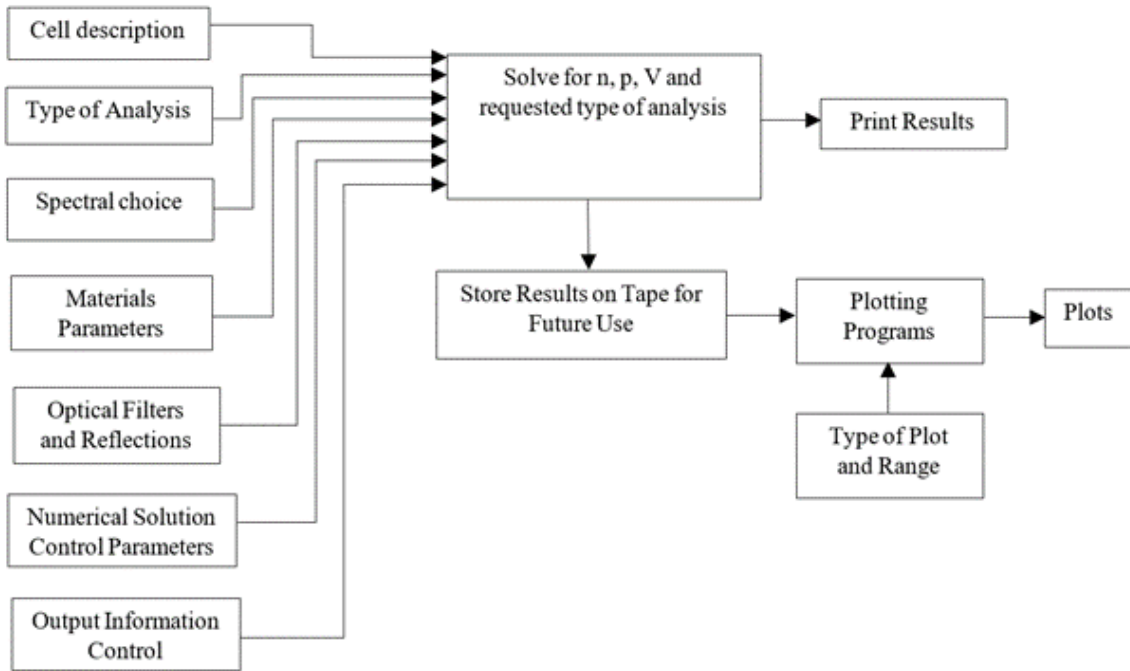 Cell description
Type of Analysis
Spectral choice
Materials
Parameters
Optical Filters
and Reflections
Numerical Solution
Control Parameters
Output Information
Control
Solve for n, p, V and
requested type of analysis
Print Results
Store Results on Tape for
Future Use
Plotting
Programs
Plots
Type of Plot
and Range